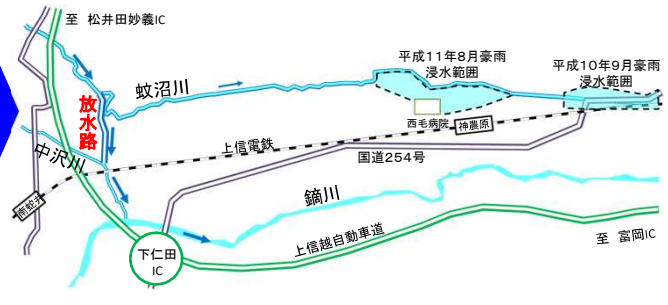 至 松井田妙義IC
平成11年8月豪雨
浸水範囲
平成10年9月豪雨
浸水範囲
蚊沼川
放水路
西毛病院
神農原
上信電鉄
国道254号
中沢川
鏑川
南蛇井
上信越自動車道
下仁田
IC
至 富岡IC